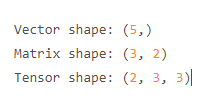 Vector shape: (5,)
Matrix shape: (3, 2)
Tensor shape: (2, 3, 3)